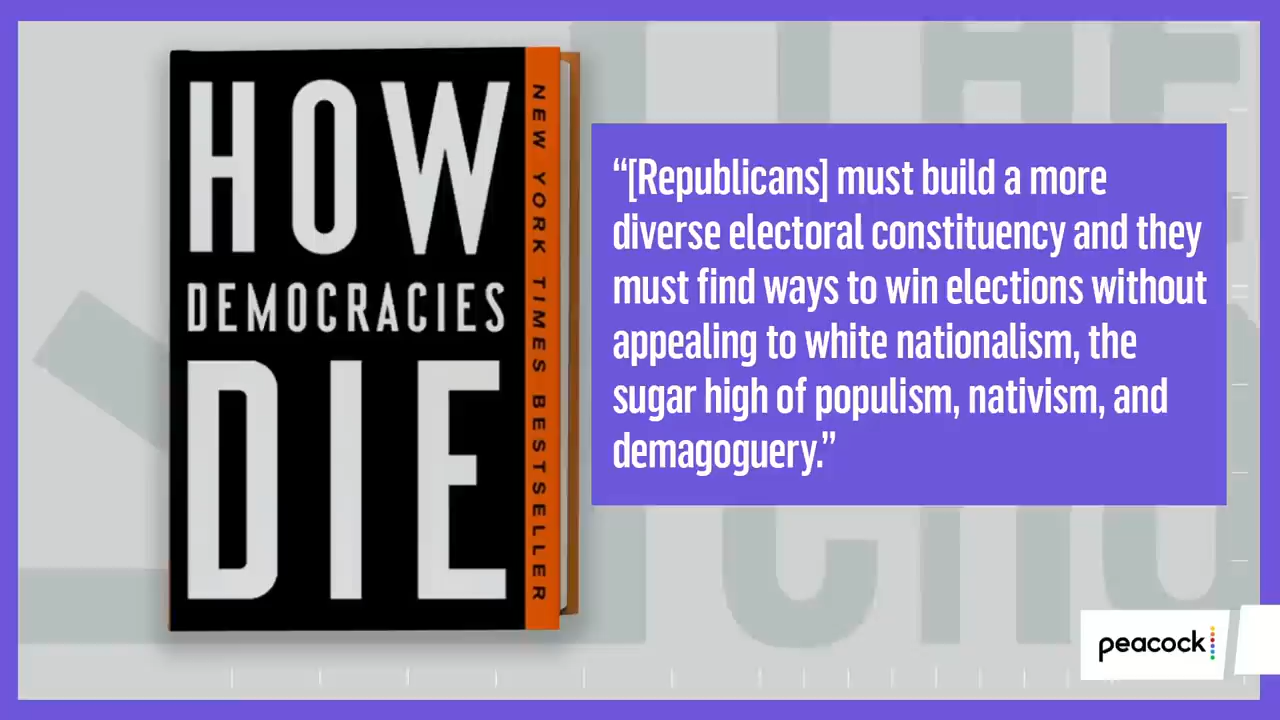 HOW
DEMOCRACIES
DIE
NEW YORK TIMES BESTSELLER
“[Republicans] must build a more
diverse electoral constituency and they
must find ways to win elections without
appealing to white nationalism, the
sugar high of populism, nativism, and
demagoguery.”
peacock